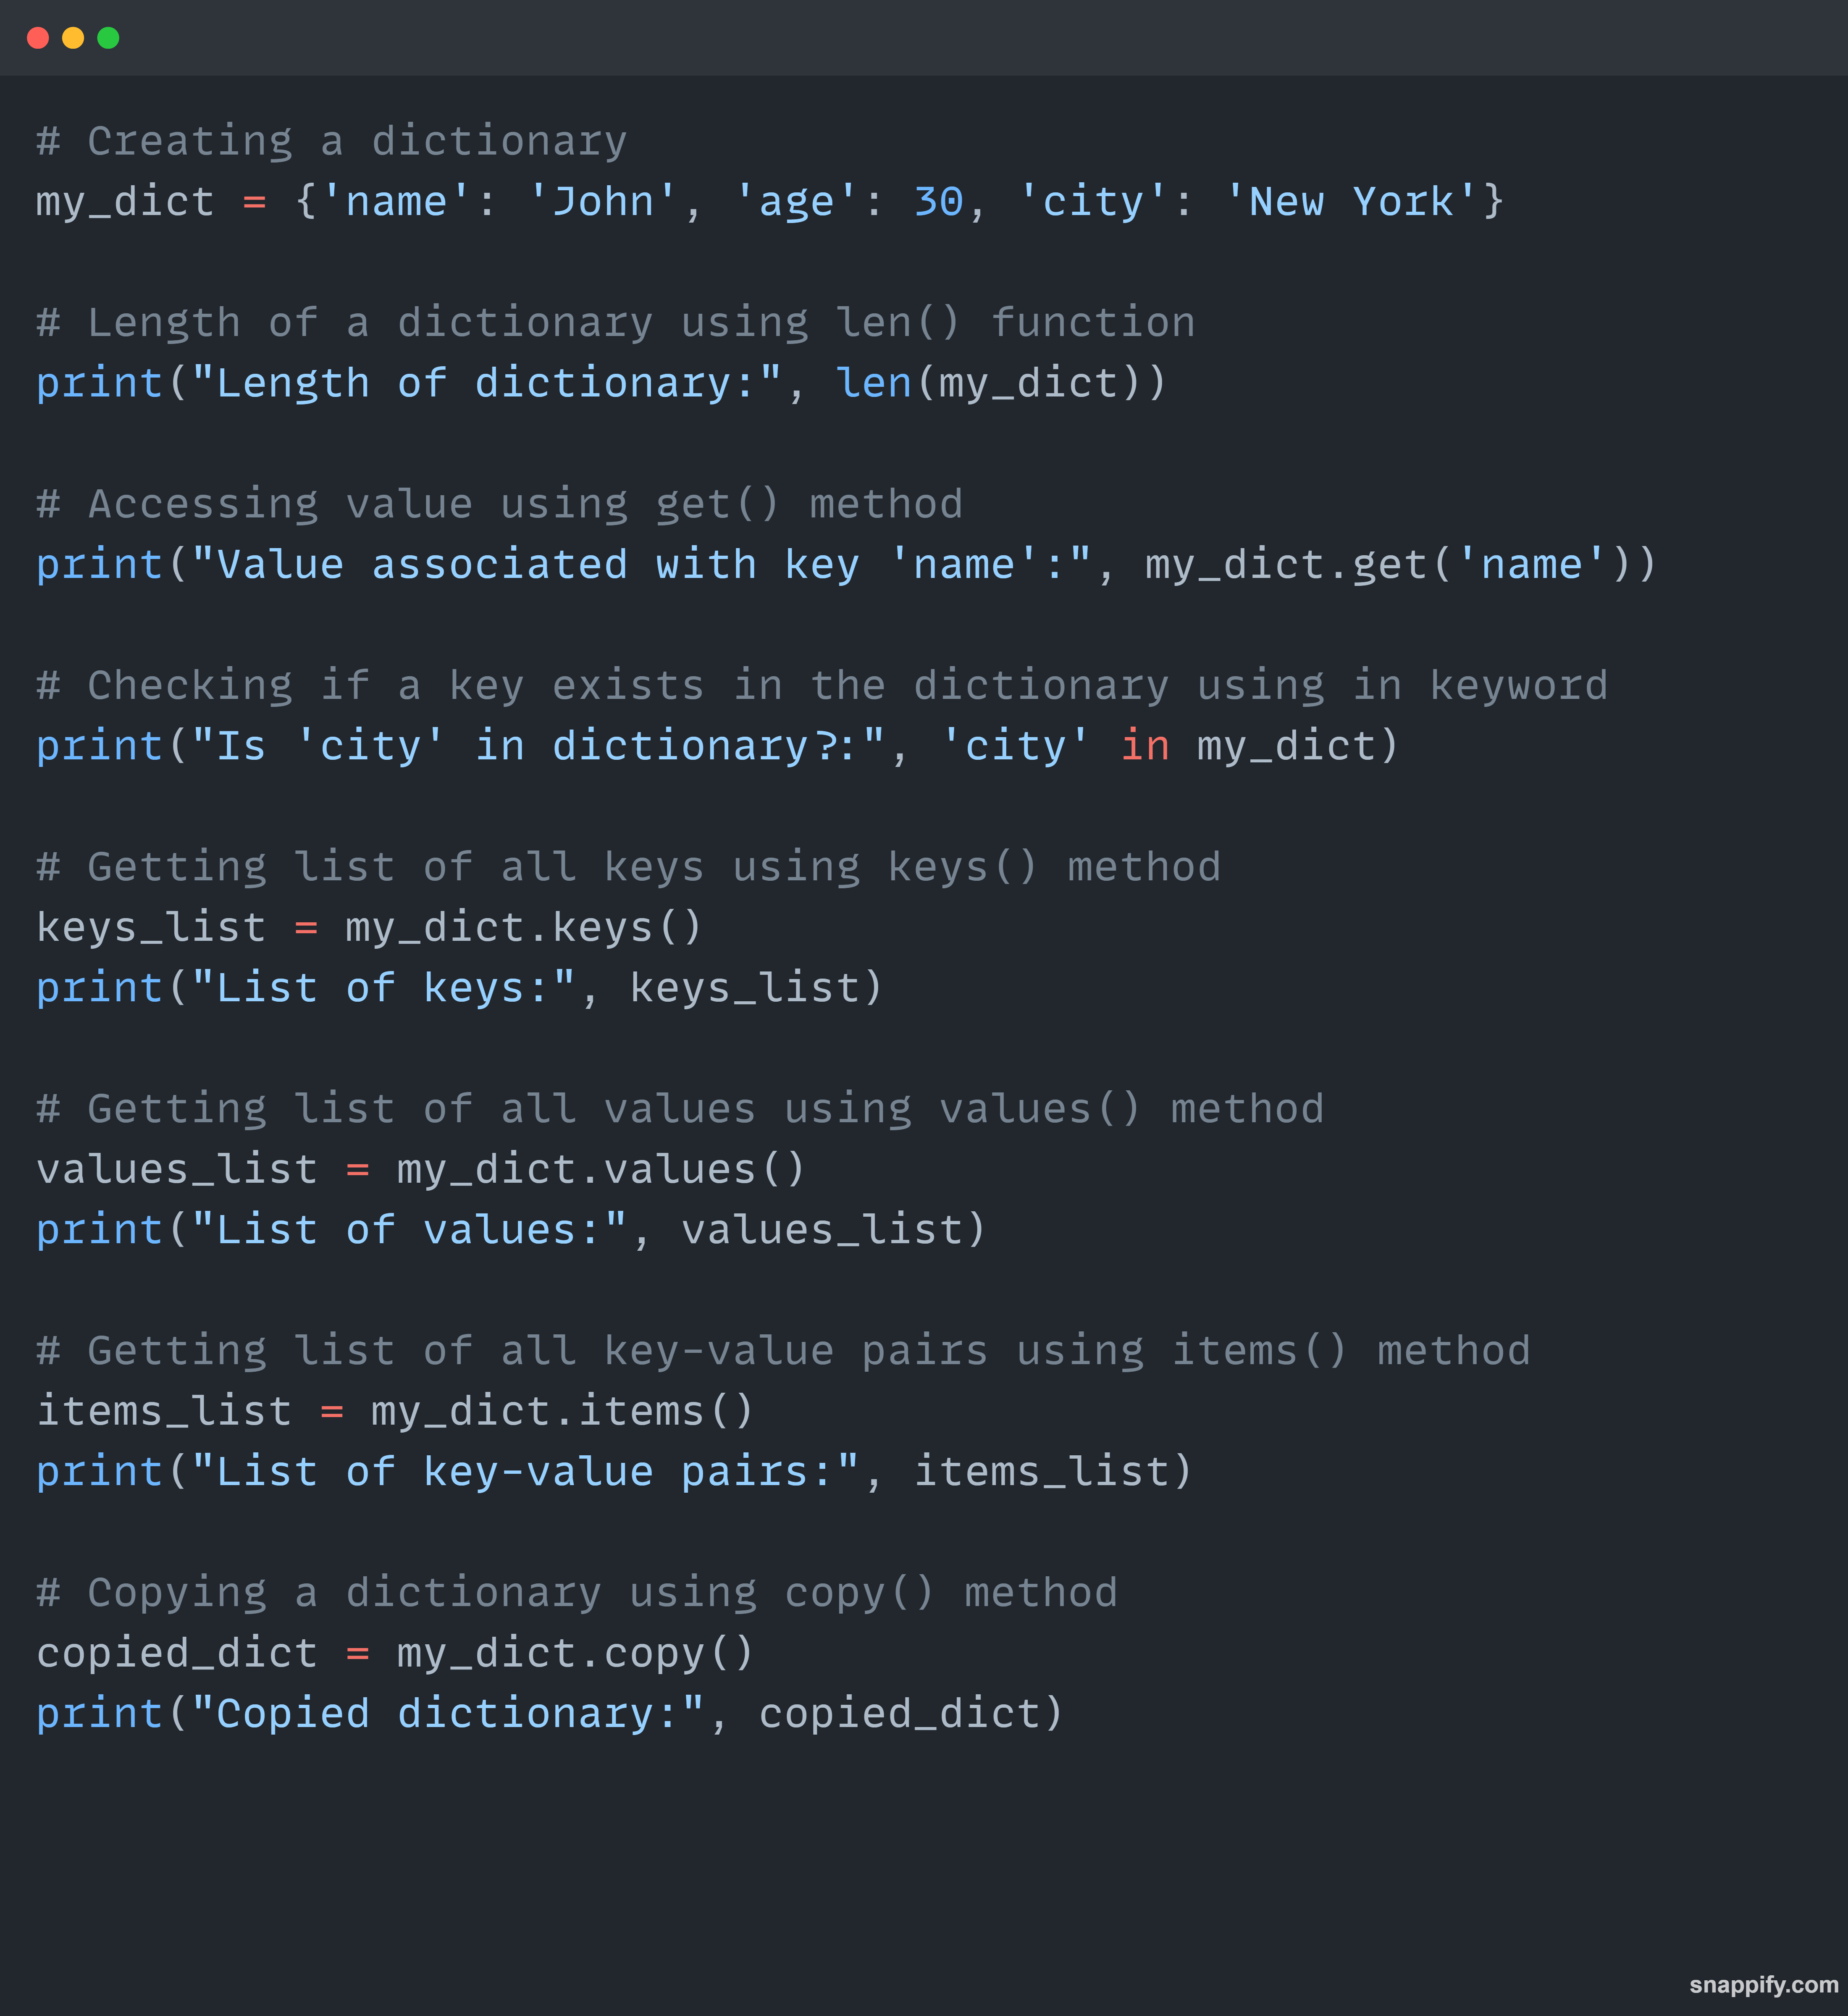 # Creating a dictionary
my_dict = {'name': 'John', 'age': 30, 'city': 'New York'}
# Length of a dictionary using len() function
print("Length of dictionary:", len(my_dict))
# Accessing value using get() method
print("Value associated with key 'name':", my_dict.get('name'))
# Checking if a key exists in the dictionary using in keyword
print("Is 'city' in dictionary?:", 'city' in my_dict)
# Getting list of all keys using keys() method
keys_list = my_dict.keys()
print("List of keys:", keys_list)
# Getting list of all values using values() method
values_list = my_dict.values()
print("List of values:", values_list)
# Getting list of all key-value pairs using items() method
items_list = my_dict.items()
print("List of key-value pairs:", items_list)
# Copying a dictionary using copy() method
copied_dict = my_dict.copy()
print("Copied dictionary:", copied_dict)
snappify.com